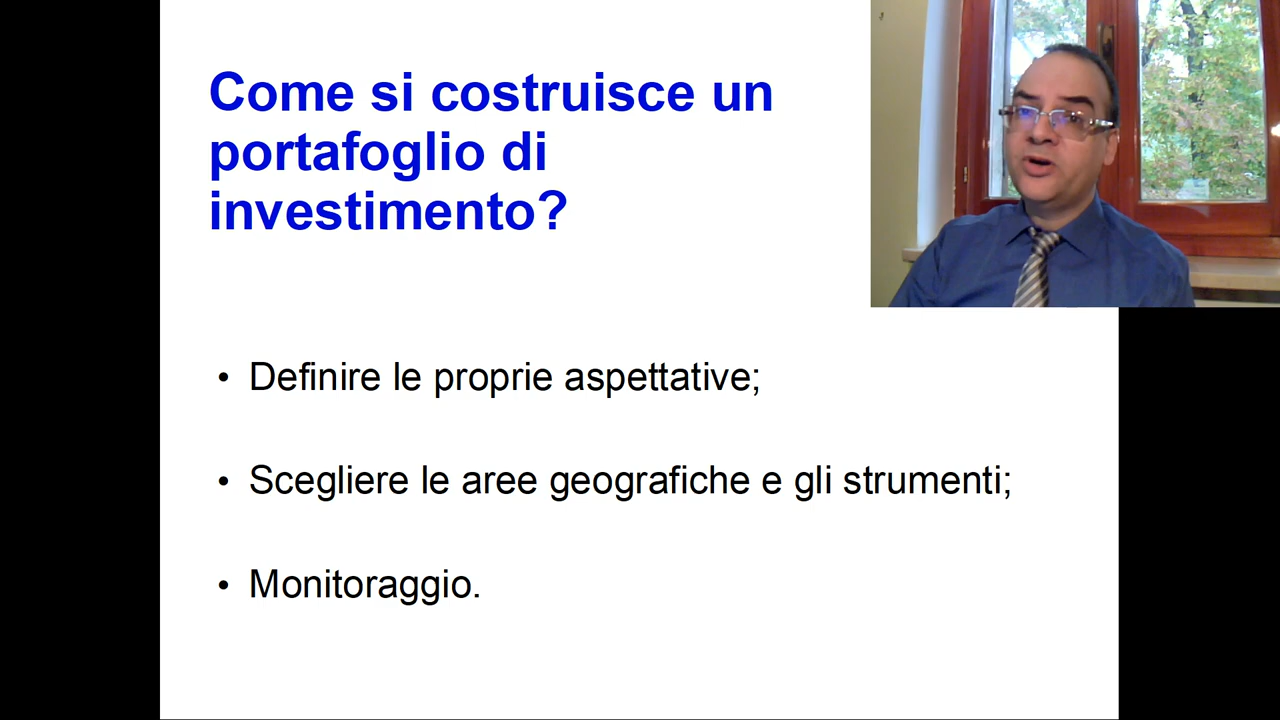 Come si costruisce un
portafoglio di
investimento?
• Definire le proprie aspettative;
• Scegliere le aree geografiche e gli strumenti;
• Monitoraggio.